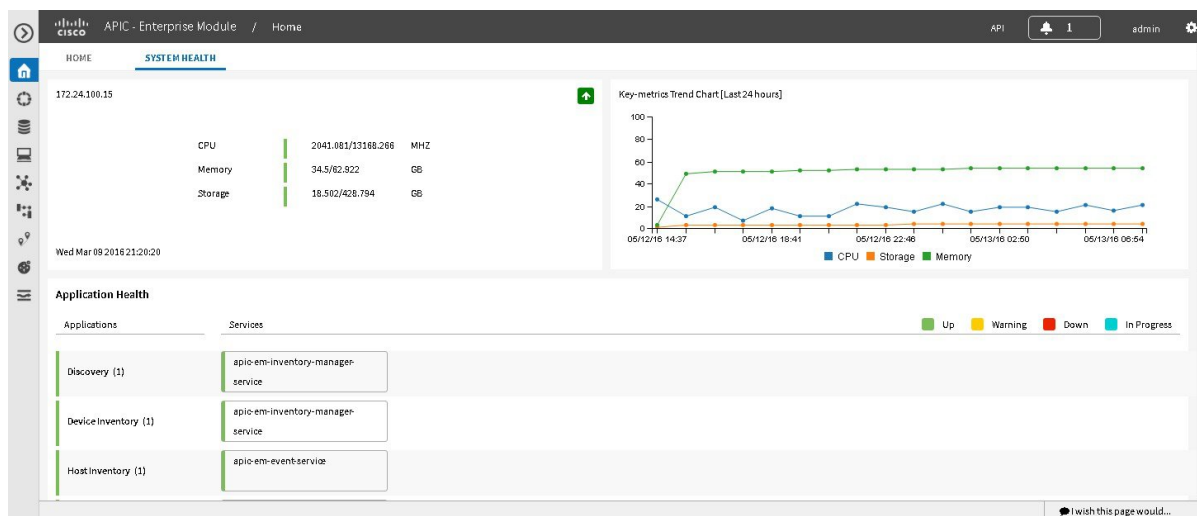 cisco APIC - Enterprise Module / Home API 1 admin
HOME SYSTEM HEALTH
172.24.100.15
CPU 2041.081/13168.266 MHZ
Memory 34.5/62.922 GB
Storage 18.502/428.794 GB
Wed Mar 09 2016 21:20:20
Key-metrics Trend Chart [Last 24 hours]
100
80
60
40
20
0
05/12/16 14:37 05/12/16 18:41 05/12/16 22:46 05/13/16 02:50 05/13/16 06:54
CPU Storage Memory
Application Health
Applications Services Up Warning Down In Progress
Discovery (1)
apic-em-inventory-manager-
service
Device Inventory (1)
apic-em-inventory-manager-
service
Host Inventory (1)
apic-em-event-service
I wish this page would...